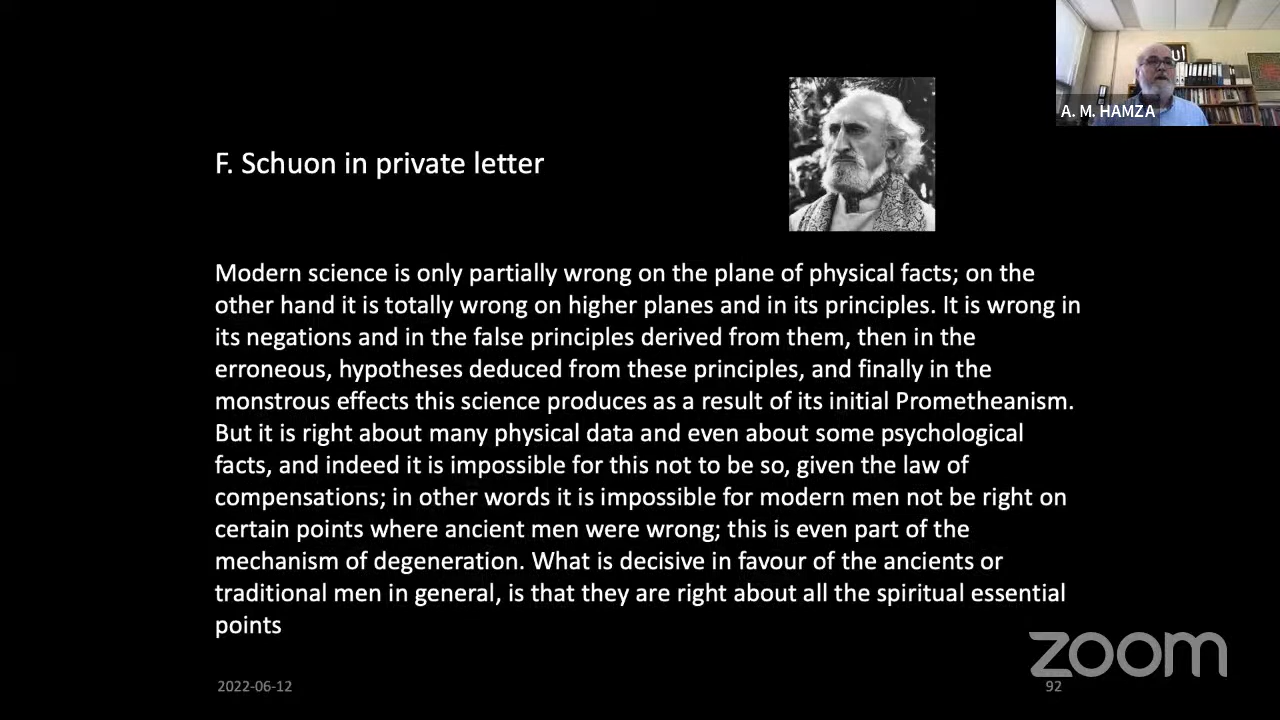 A. M. HAMZA
F. Schuon in private letter
Modern science is only partially wrong on the plane of physical facts; on the
other hand it is totally wrong on higher planes and in its principles. It is wrong in
its negations and in the false principles derived from them, then in the
erroneous, hypotheses deduced from these principles, and finally in the
monstrous effects this science produces as a result of its initial Prometheanism.
But it is right about many physical data and even about some psychological
facts, and indeed it is impossible for this not to be so, given the law of
compensations; in other words it is impossible for modern men not be right on
certain points where ancient men were wrong; this is even part of the
mechanism of degeneration. What is decisive in favour of the ancients or
traditional men in general, is that they are right about all the spiritual essential
points
zoom
2022-06-12
92